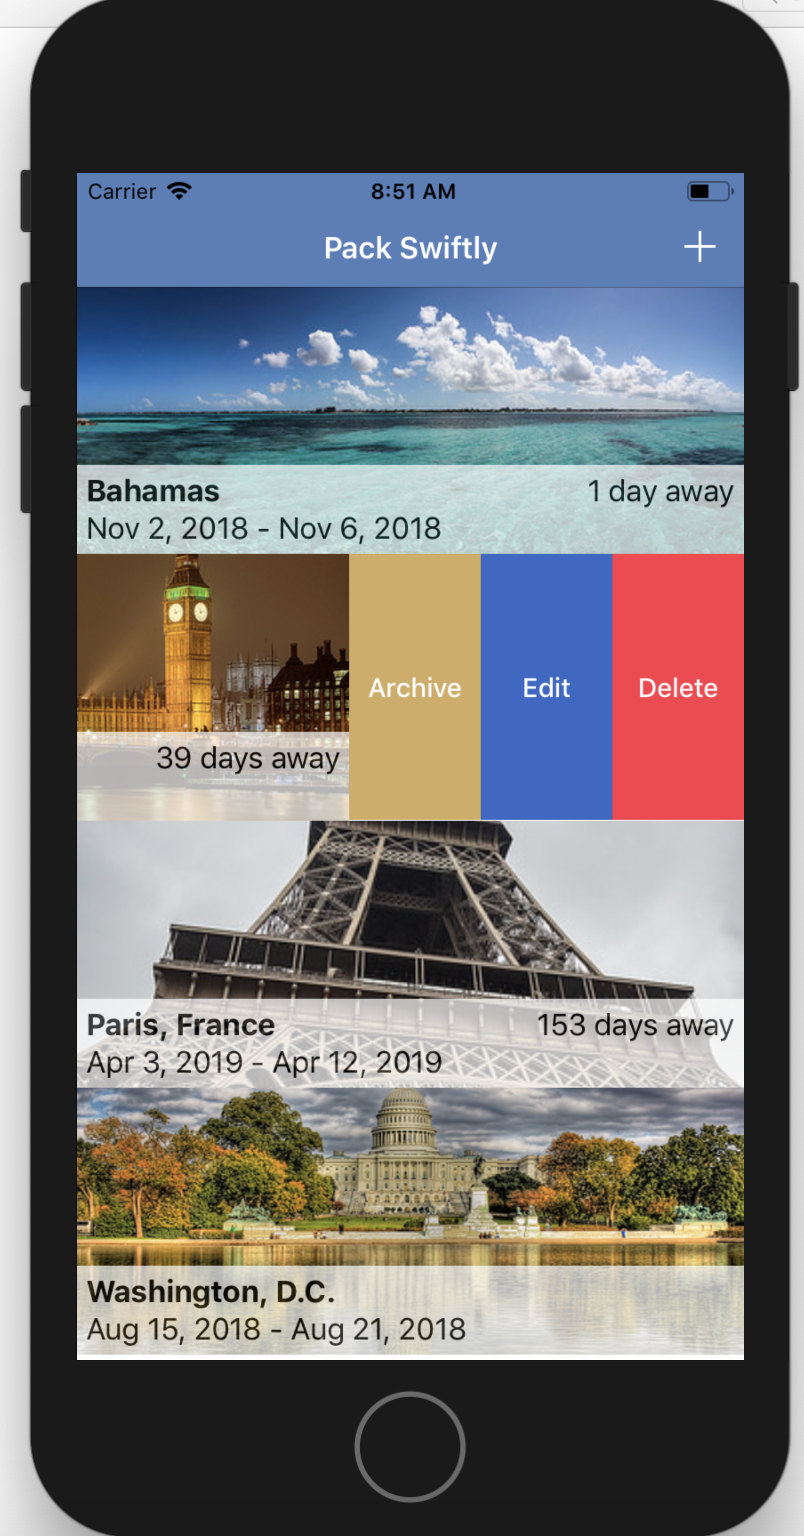 Carrier 8:51 AM
Pack Swiftly +
Bahamas 1 day away
Nov 2, 2018 - Nov 6, 2018
39 days away Archive Edit Delete
Paris, France 153 days away
Apr 3, 2019 - Apr 12, 2019
Washington, D.C.
Aug 15, 2018 - Aug 21, 2018